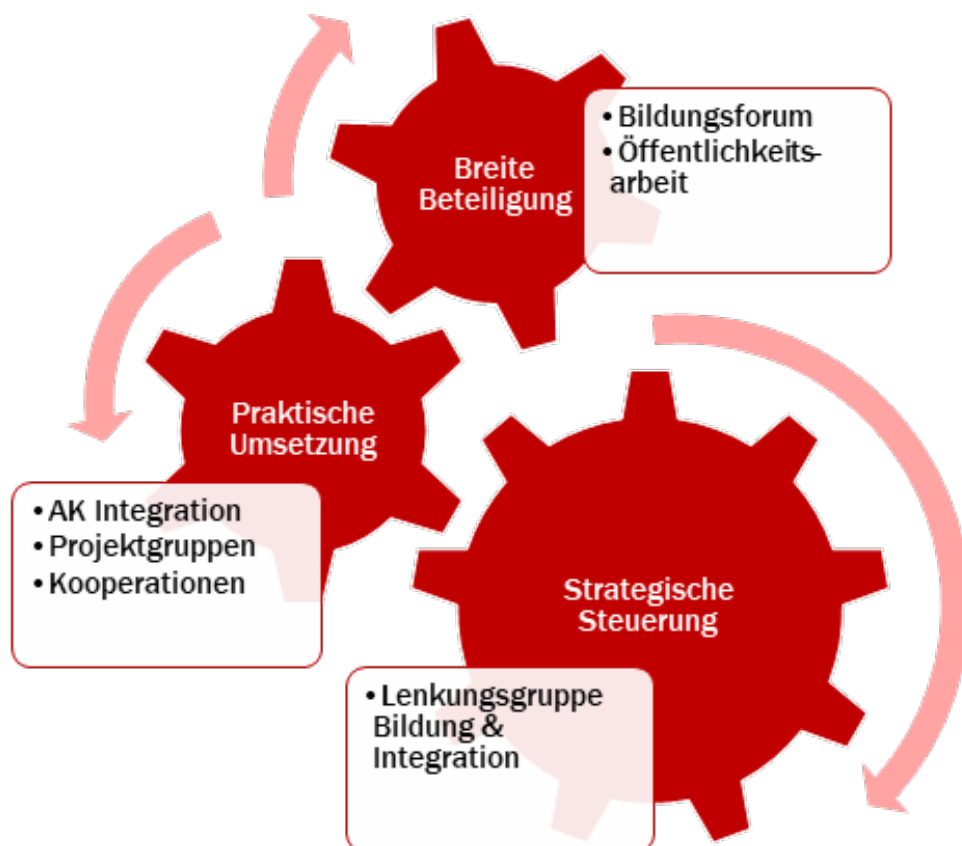 Breite
Beteiligung
• Bildungsforum
• Öffentlichkeits-
arbeit
Praktische
Umsetzung
• AK Integration
• Projektgruppen
• Kooperationen
Strategische
Steuerung
• Lenkungsgruppe
Bildung &
Integration